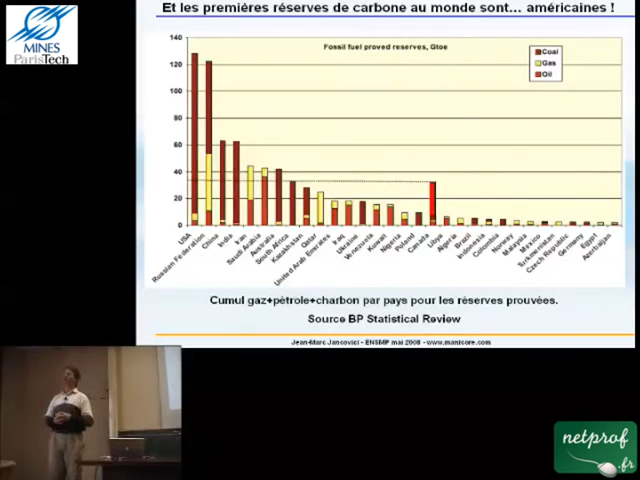 Et les premières réserves de carbone au monde sont… américaines !
MINES
ParisTech
Fossil fuel proved reserves, Gtoe
Coal
Gas
Oil
140
120
100
80
60
40
20
0
USA
Russian Federation
China
India
Iran
Saudi Arabia
Australia
South Africa
Kazakhstan
Qatar
United Arab Emirates
Iraq
Ukraine
Venezuela
Kuwait
Nigeria
Poland
Canada
Libya
Algeria
Brazil
Indonesia
Colombia
Norway
Malaysia
Mexico
Turkmenistan
Czech Republic
Germany
Egypt
Azerbaijan
Cumul gaz+pétrole+charbon par pays pour les réserves prouvées.
Source BP Statistical Review
Jean-Marc Jancovici - ENSMP mai 2008 - www.manicore.com
netprof
.fr